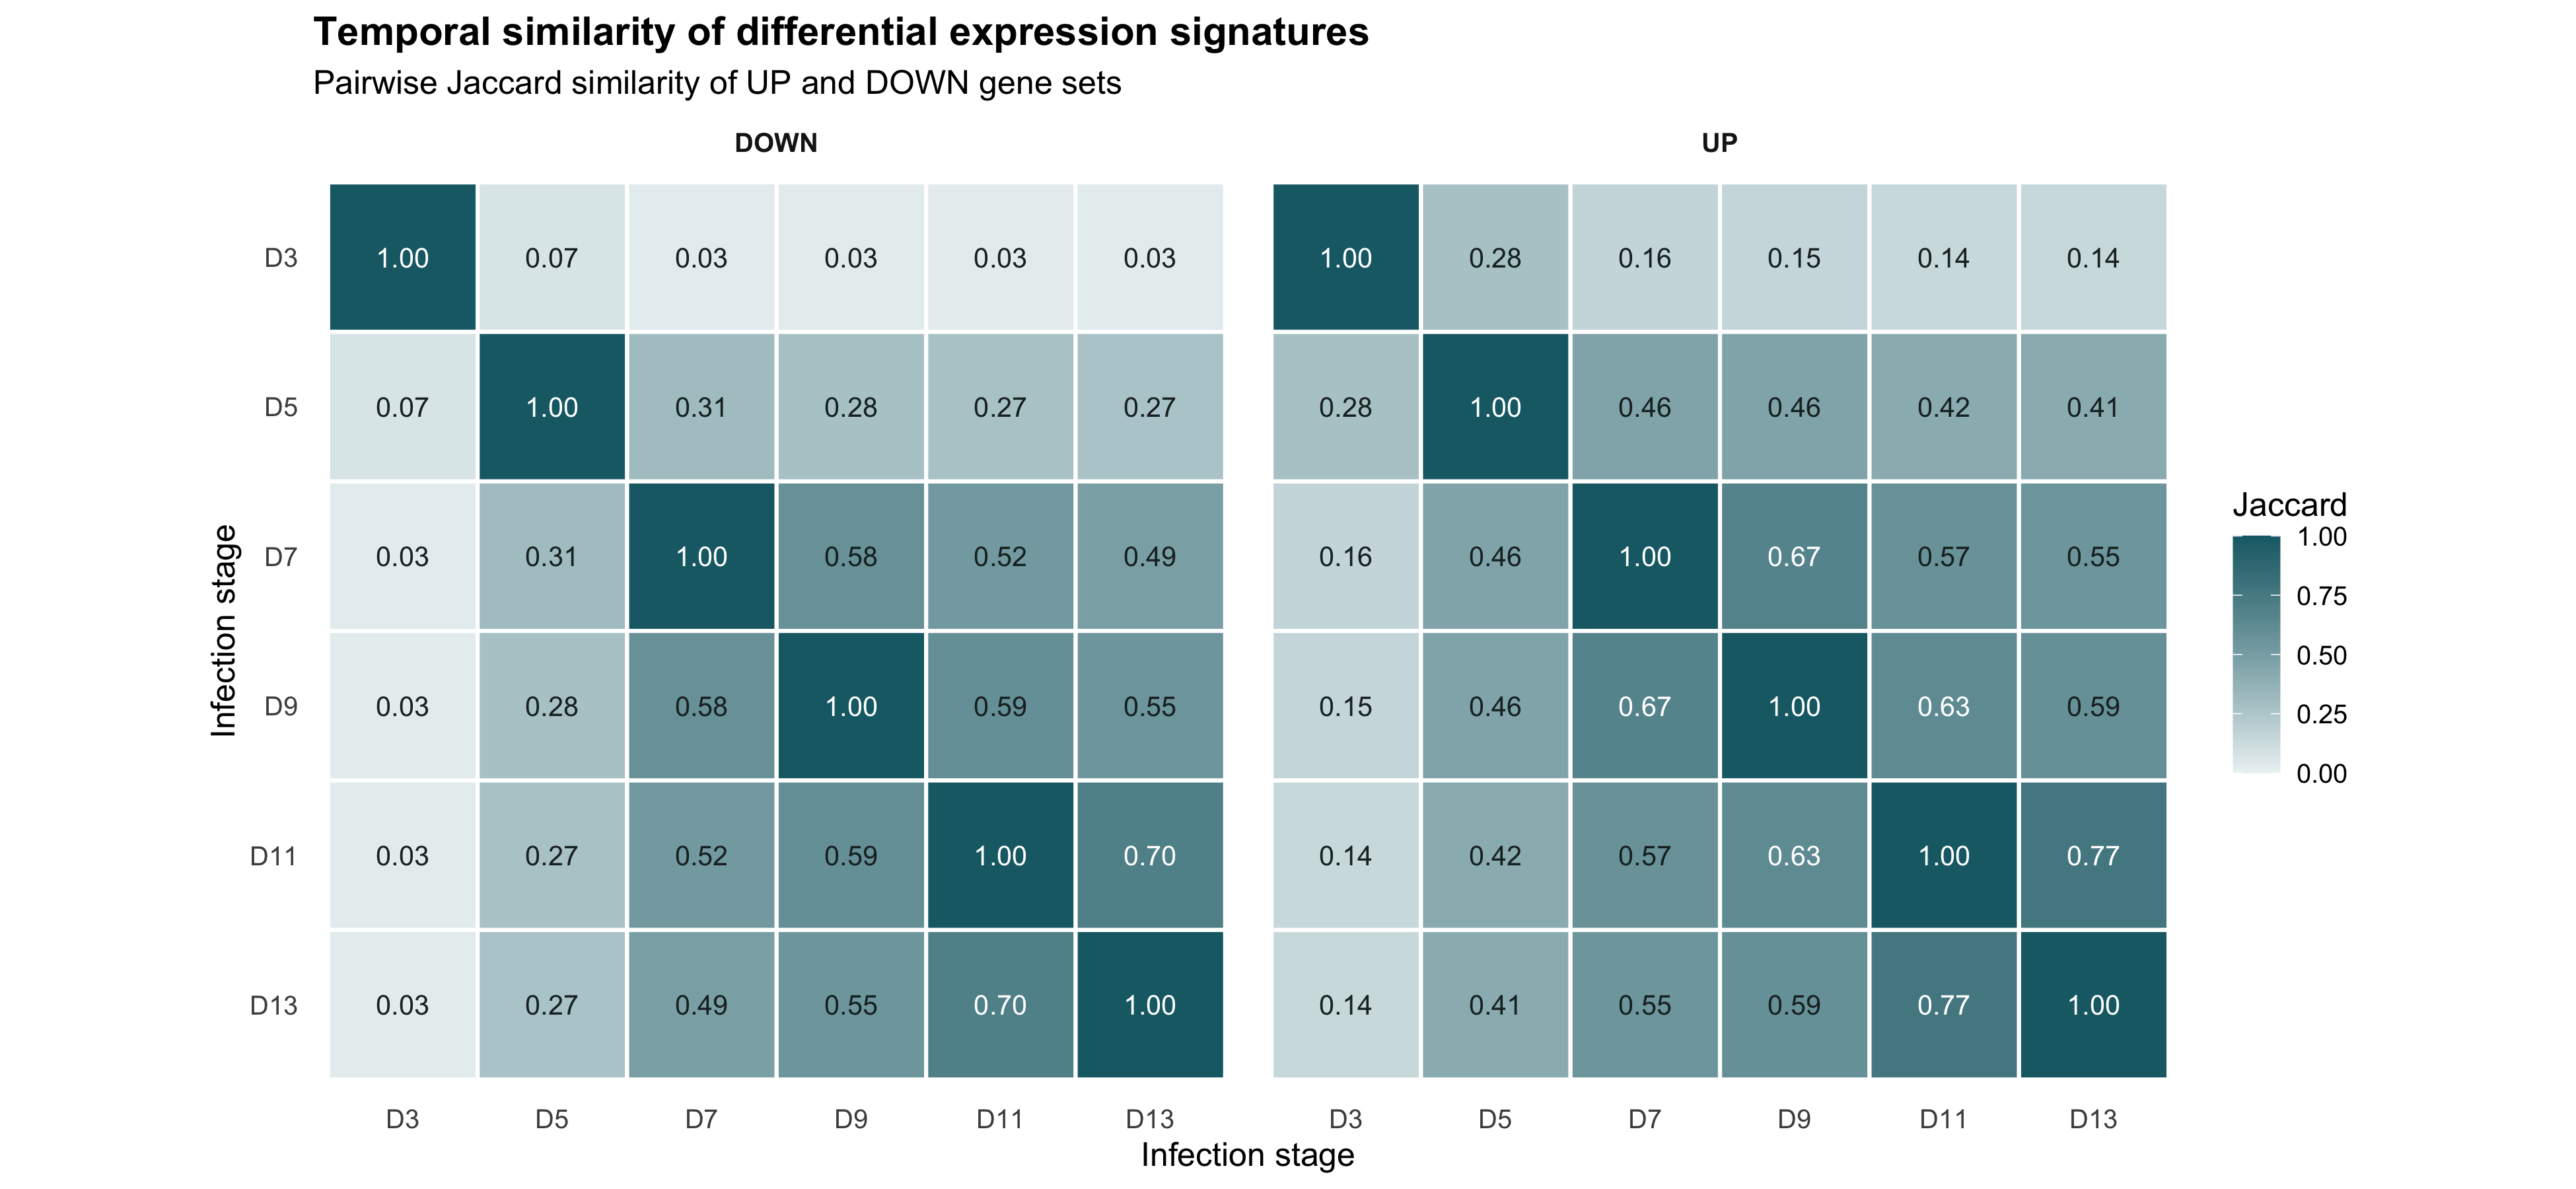 Temporal similarity of differential expression signatures
Pairwise Jaccard similarity of UP and DOWN gene sets
DOWN
UP
D3 1.00 0.07 0.03 0.03 0.03 0.03 1.00 0.28 0.16 0.15 0.14 0.14
D5 0.07 1.00 0.31 0.28 0.27 0.27 0.28 1.00 0.46 0.46 0.42 0.41
D7 0.03 0.31 1.00 0.58 0.52 0.49 0.16 0.46 1.00 0.67 0.57 0.55
D9 0.03 0.28 0.58 1.00 0.59 0.55 0.15 0.46 0.67 1.00 0.63 0.59
D11 0.03 0.27 0.52 0.59 1.00 0.70 0.14 0.42 0.57 0.63 1.00 0.77
D13 0.03 0.27 0.49 0.55 0.70 1.00 0.14 0.41 0.55 0.59 0.77 1.00
D3 D5 D7 D9 D11 D13 D3 D5 D7 D9 D11 D13
Infection stage
Infection stage
Jaccard
1.00
0.75
0.50
0.25
0.00